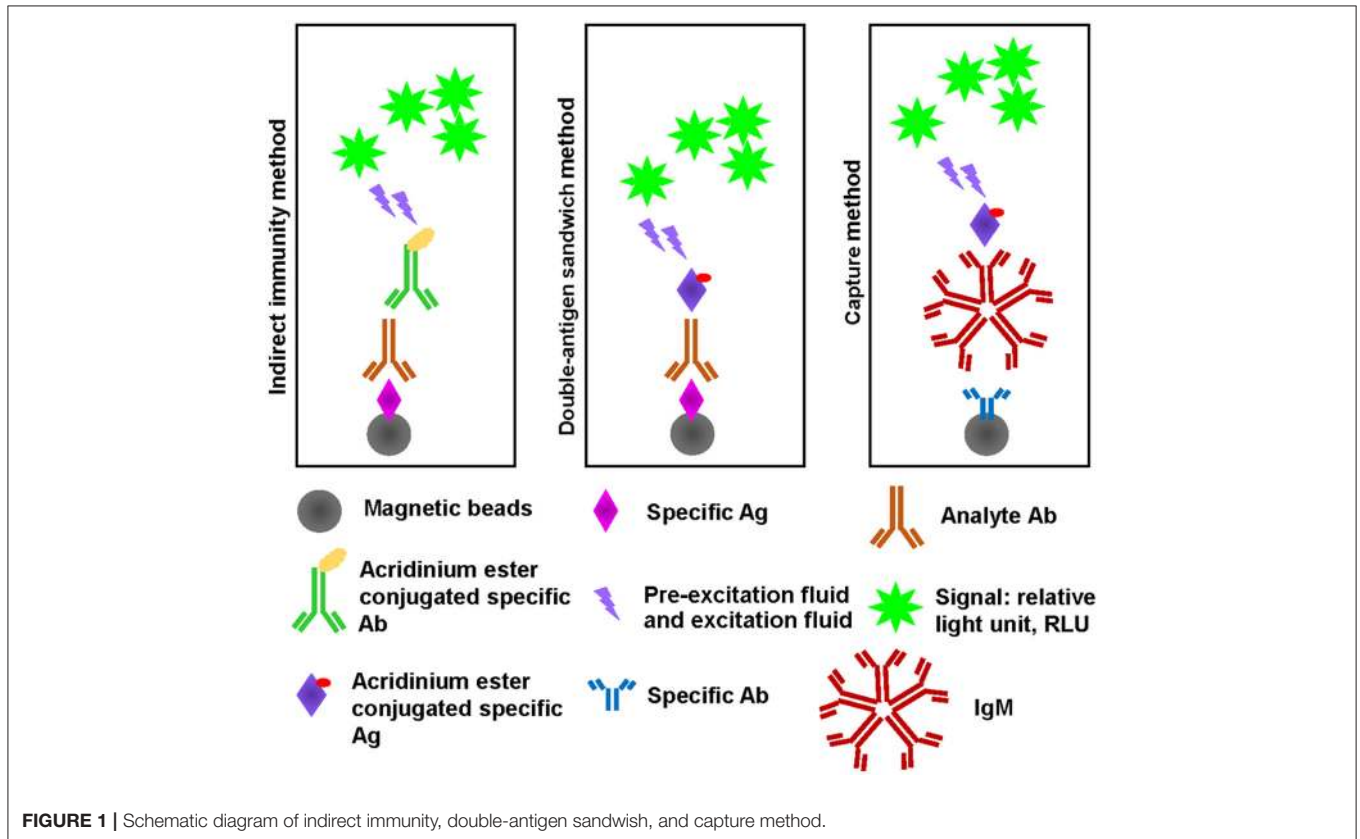 Indirect immunity method
Double-antigen sandwich method
Capture method
Magnetic beads
Specific Ag
Analyte Ab
Acridinium ester
conjugated specific
Ab
Pre-excitation fluid
and excitation fluid
Signal: relative
light unit, RLU
Acridinium ester
conjugated specific
Ag
Specific Ab
IgM
FIGURE 1 | Schematic diagram of indirect immunity, double-antigen sandwish, and capture method.